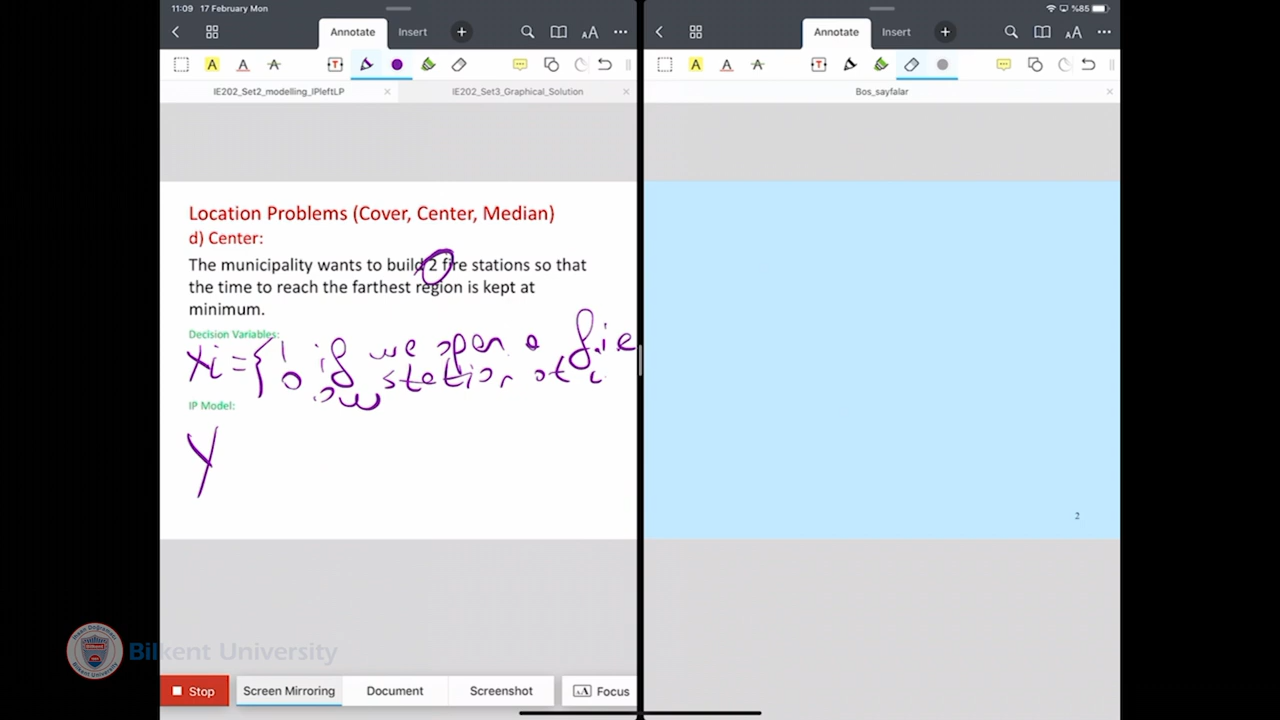 11:09 17 February Mon
%85
Annotate Insert
Annotate Insert
IE202_Set2_modelling_IPleftLP
IE202_Set3_Graphical_Solution
Bos_sayfalar
Location Problems (Cover, Center, Median)
d) Center:
The municipality wants to build 2 fire stations so that
the time to reach the farthest region is kept at
minimum.
Decision Variables:
Xi = { 1 if we open a fire
station at i
0 ow
IP Model:
Y
2
Bilkent University
Stop
Screen Mirroring
Document
Screenshot
Focus